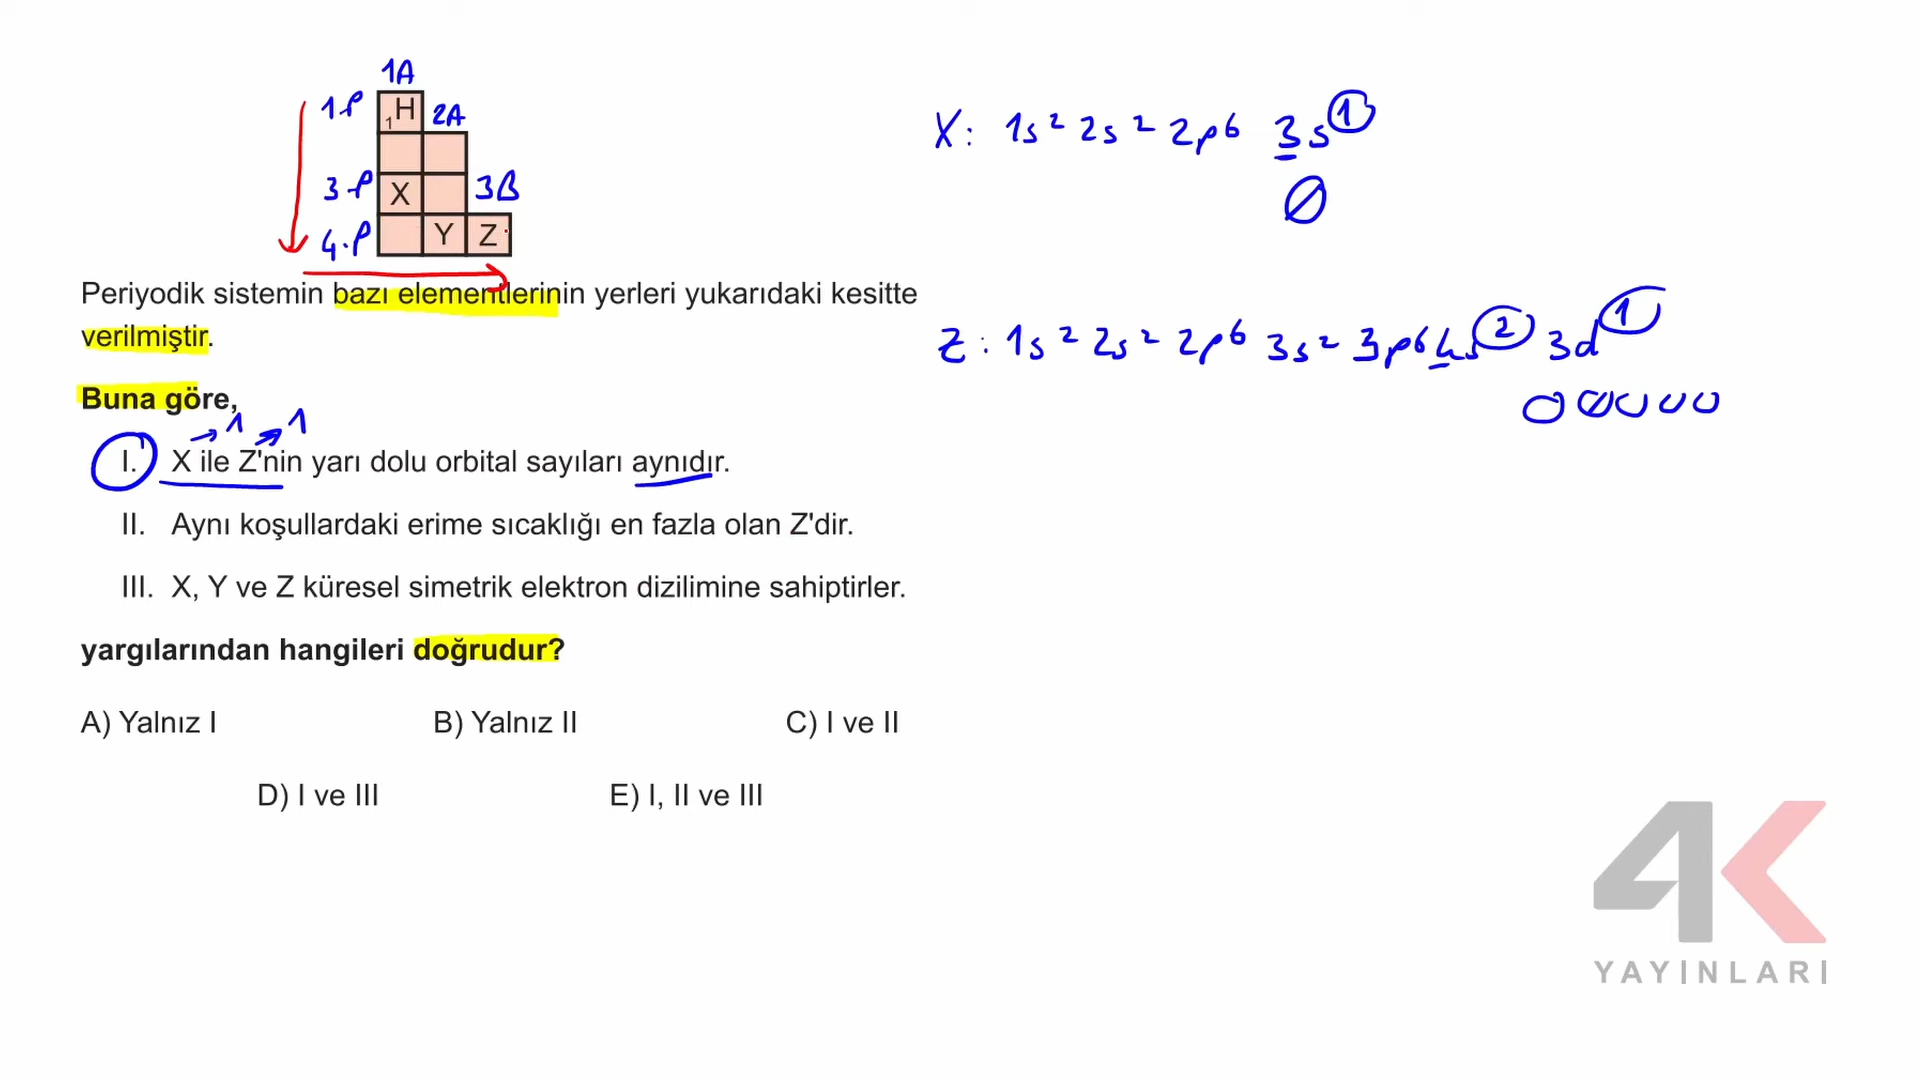 1A
1.P
H
1
2A
3.P
X
3B
4.P
Y
Z
X: 1s² 2s² 2p⁶ 3s¹
Z: 1s² 2s² 2p⁶ 3s² 3p⁶ 4s² 3d¹
Periyodik sistemin bazı elementlerinin yerleri yukarıdaki kesitte
verilmiştir.
Buna göre,
→ 1 → 1
I. X ile Z'nin yarı dolu orbital sayıları aynıdır.
II. Aynı koşullardaki erime sıcaklığı en fazla olan Z'dir.
III. X, Y ve Z küresel simetrik elektron dizilimine sahiptirler.
yargılarından hangileri doğrudur?
A) Yalnız I B) Yalnız II C) I ve II
D) I ve III E) I, II ve III
4K
YAYINLARI